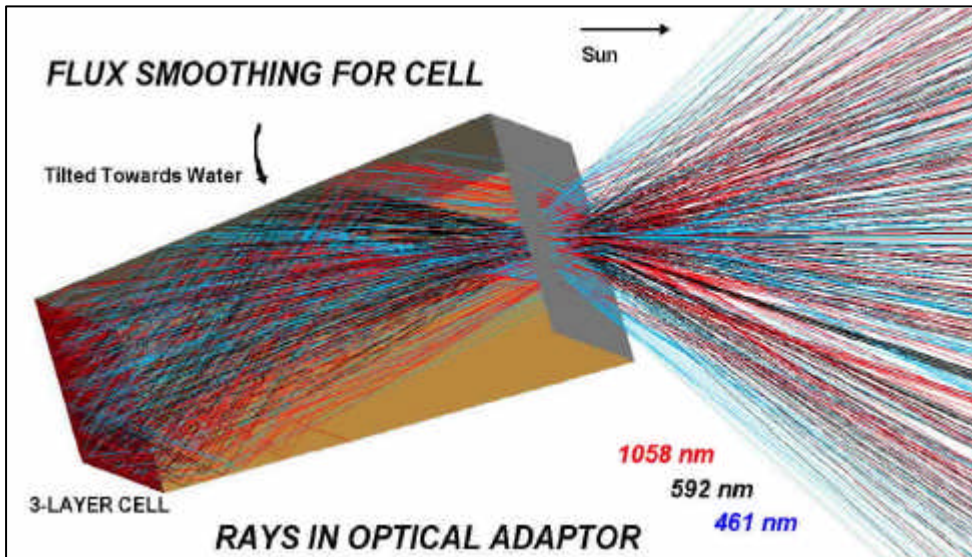 Sun
FLUX SMOOTHING FOR CELL
Tilted Towards Water
1058 nm
592 nm
3-LAYER CELL
461 nm
RAYS IN OPTICAL ADAPTOR